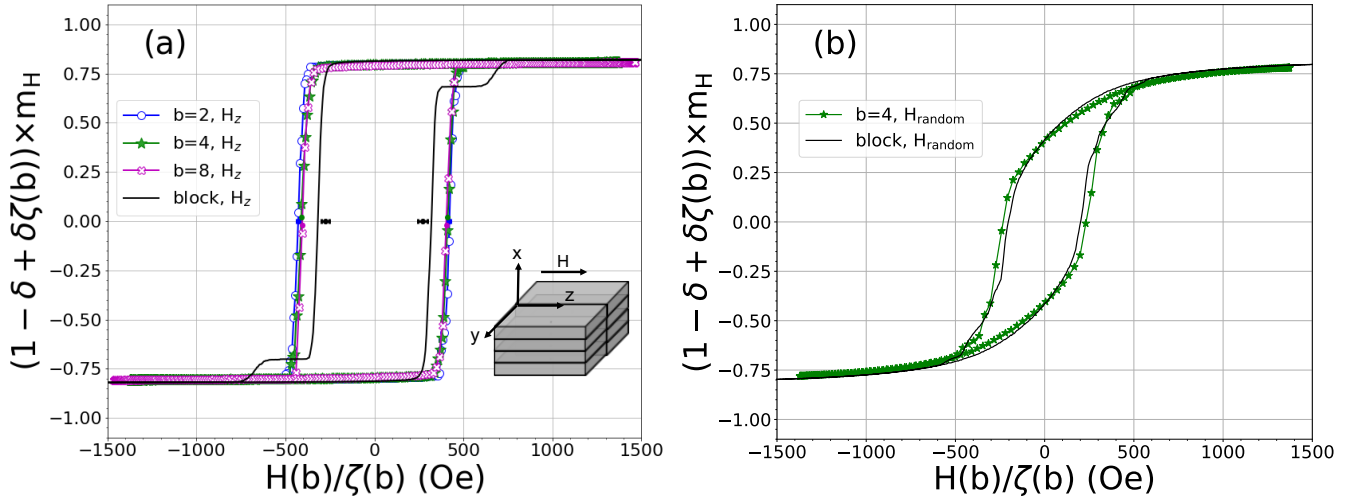 (a)
(1 − δ + δζ(b))×m_H
1.00
0.75
0.50
0.25
0.00
−0.25
−0.50
−0.75
−1.00
b=2, H_z
b=4, H_z
b=8, H_z
block, H_z
x
H
z
y
−1500 −1000 −500 0 500 1000 1500
H(b)/ζ(b) (Oe)
(b)
(1 − δ + δζ(b))×m_H
1.00
0.75
0.50
0.25
0.00
−0.25
−0.50
−0.75
−1.00
b=4, H_random
block, H_random
−1500 −1000 −500 0 500 1000 1500
H(b)/ζ(b) (Oe)